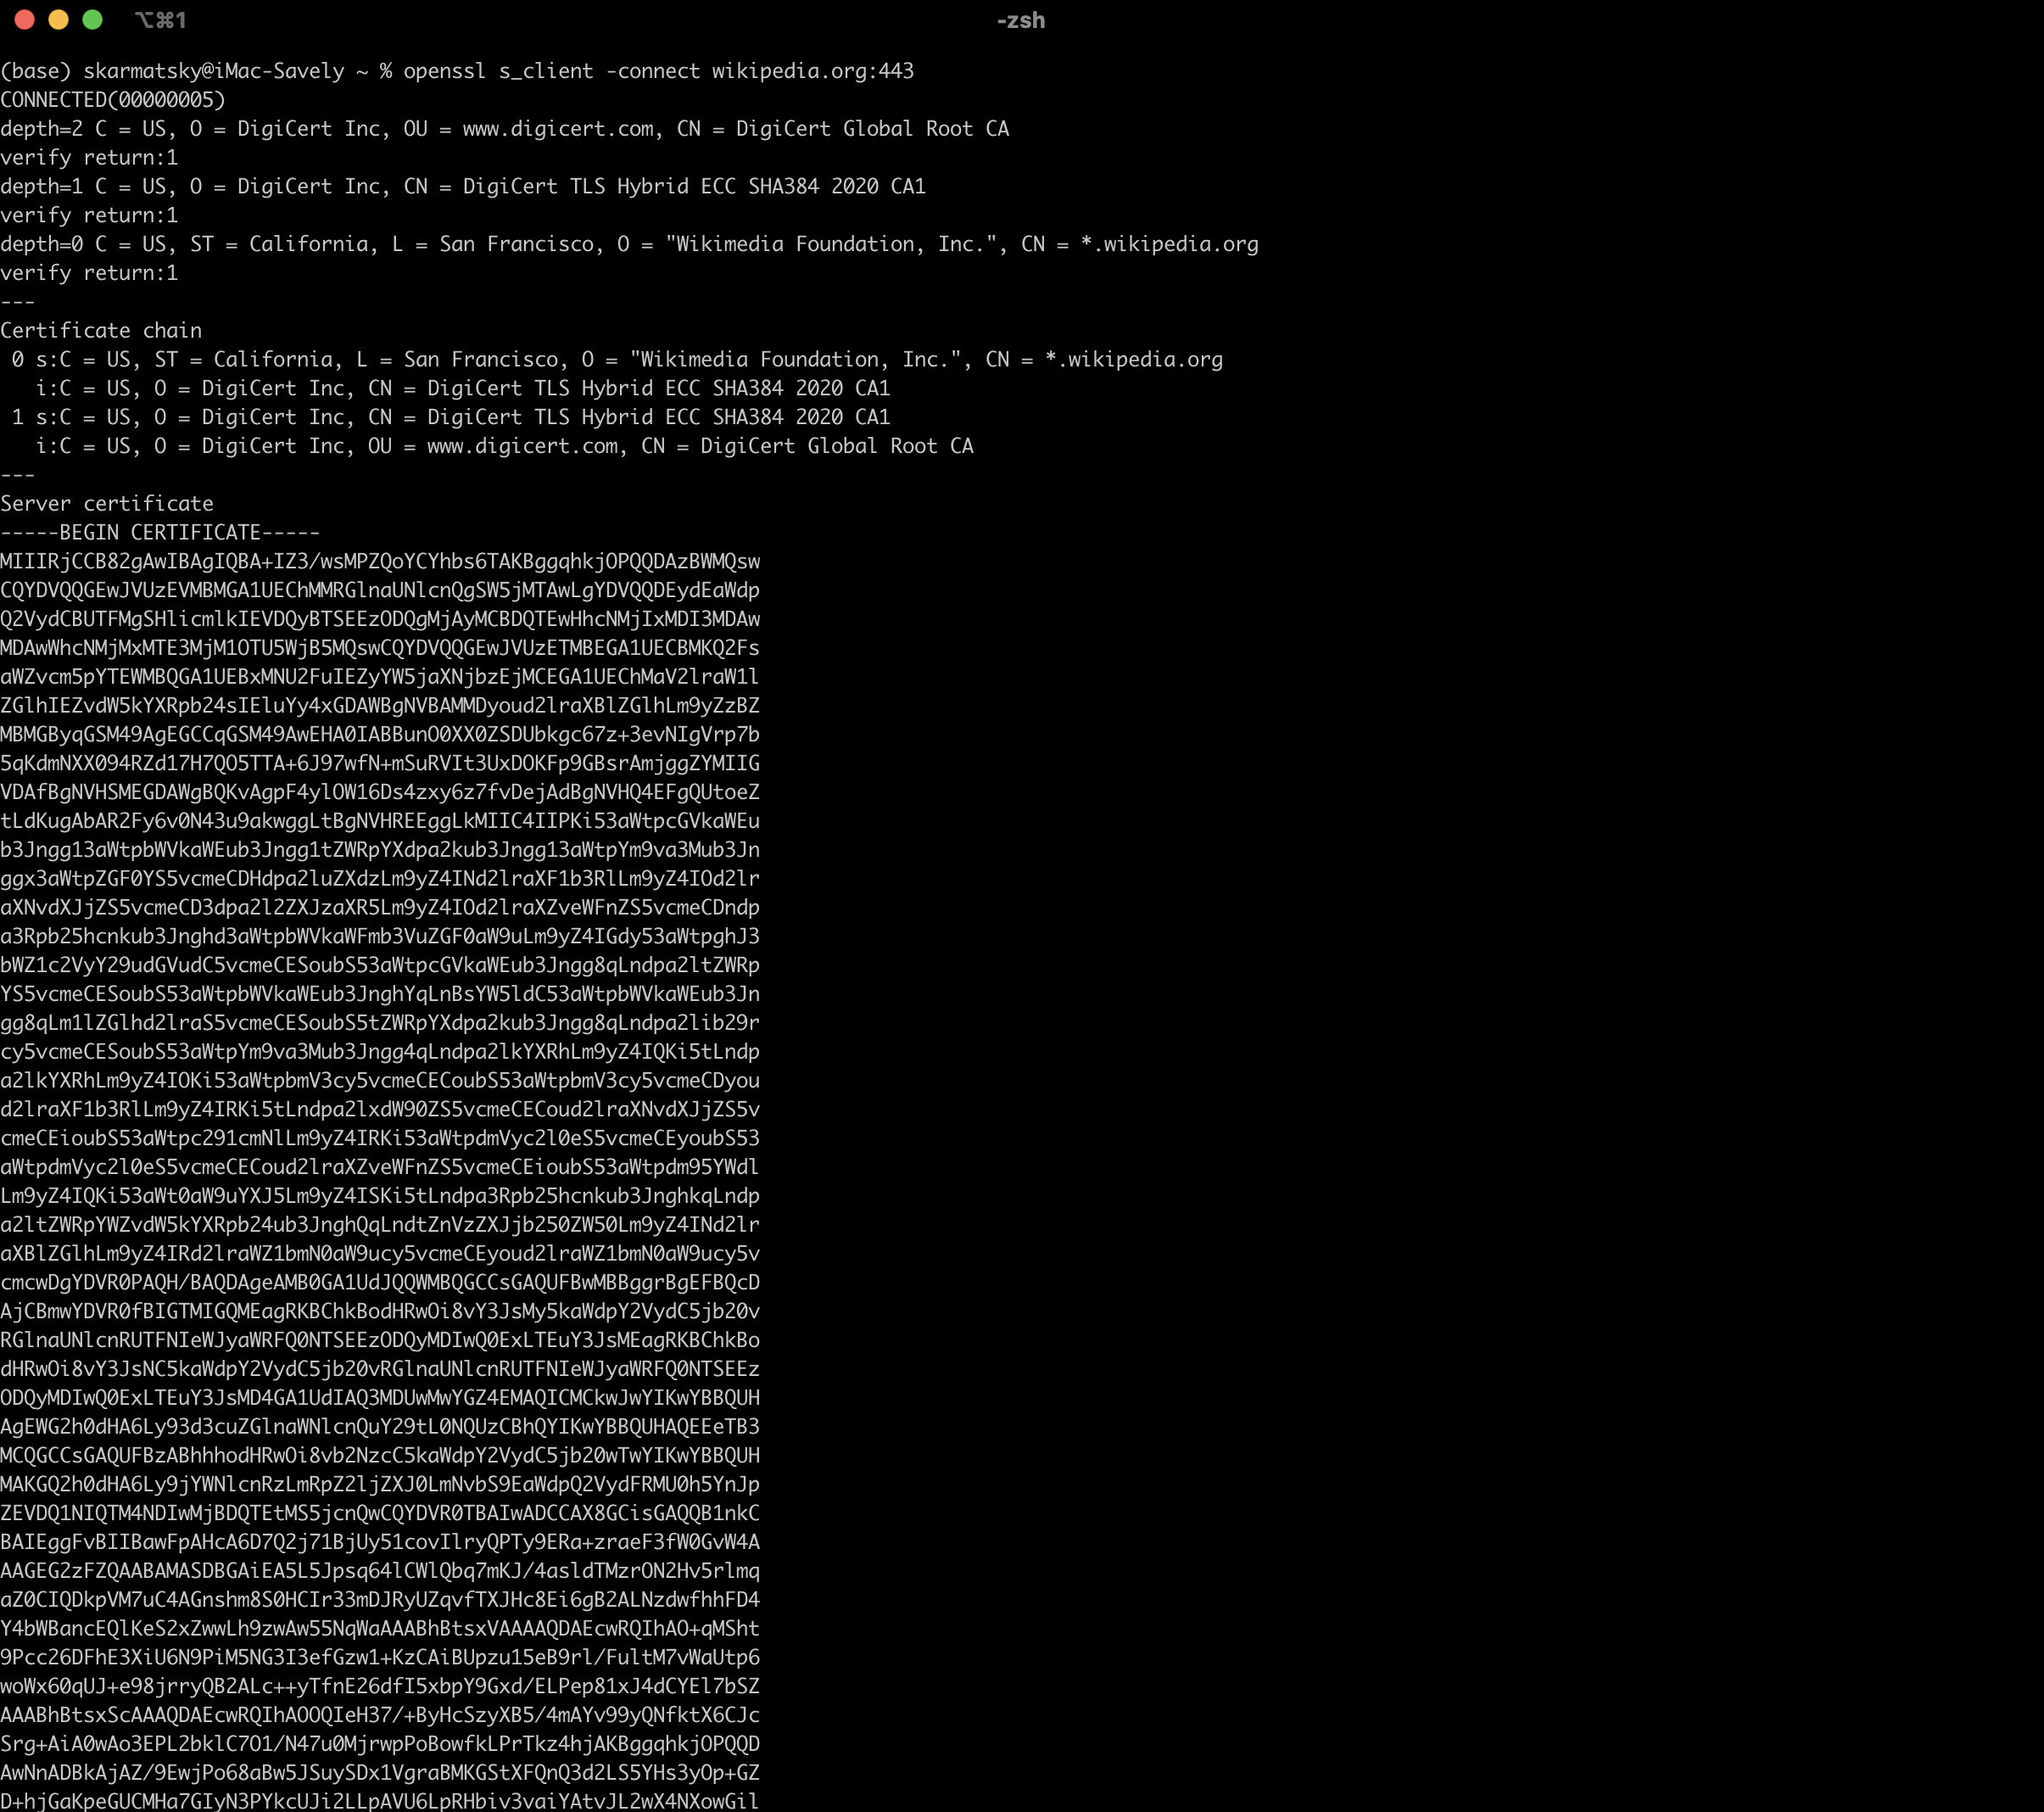 ⌥⌘1
-zsh
(base) skarmatsky@iMac-Savely ~ % openssl s_client -connect wikipedia.org:443
CONNECTED(00000005)
depth=2 C = US, O = DigiCert Inc, OU = www.digicert.com, CN = DigiCert Global Root CA
verify return:1
depth=1 C = US, O = DigiCert Inc, CN = DigiCert TLS Hybrid ECC SHA384 2020 CA1
verify return:1
depth=0 C = US, ST = California, L = San Francisco, O = "Wikimedia Foundation, Inc.", CN = *.wikipedia.org
verify return:1
---
Certificate chain
 0 s:C = US, ST = California, L = San Francisco, O = "Wikimedia Foundation, Inc.", CN = *.wikipedia.org
   i:C = US, O = DigiCert Inc, CN = DigiCert TLS Hybrid ECC SHA384 2020 CA1
 1 s:C = US, O = DigiCert Inc, CN = DigiCert TLS Hybrid ECC SHA384 2020 CA1
   i:C = US, O = DigiCert Inc, OU = www.digicert.com, CN = DigiCert Global Root CA
---
Server certificate
-----BEGIN CERTIFICATE-----
MIIIRjCCB82gAwIBAgIQBA+IZ3/wsMPZQoYCYhbs6TAKBggqhkjOPQQDAzBWMQsw
CQYDVQQGEwJVUzEVMBMGA1UEChMMRGlnaUNlcnQgSW5jMTAwLgYDVQQDEydEaWdp
Q2VydCBUTFMgSHlicmlkIEVDQyBTSEEzODQgMjAyMCBDQTEwHhcNMjIxMDI3MDAw
MDAwWhcNMjMxMTE3MjM1OTU5WjB5MQswCQYDVQQGEwJVUzETMBEGA1UECBMKQ2Fs
aWZvcm5pYTEWMBQGA1UEBxMNU2FuIEZyYW5jaXNjbzEjMCEGA1UEChMaV2lraW1l
ZGlhIEZvdW5kYXRpb24sIEluYy4xGDAWBgNVBAMMDyoud2lraXBlZGlhLm9yZzBZ
MBMGByqGSM49AgEGCCqGSM49AwEHA0IABBunO0XX0ZSDUbkgc67z+3evNIgVrp7b
5qKdmNXX094RZd17H7QO5TTA+6J97wfN+mSuRVIt3UxDOKFp9GBsrAmjggZYMIIG
VDAfBgNVHSMEGDAWgBQKvAgpF4ylOW16Ds4zxy6z7fvDejAdBgNVHQ4EFgQUtoeZ
tLdKugAbAR2Fy6v0N43u9akwggLtBgNVHREEggLkMIIC4IIPKi53aWtpcGVkaWEu
b3Jngg13aWtpbWVkaWEub3Jngg1tZWRpYXdpa2kub3Jngg13aWtpYm9va3Mub3Jn
ggx3aWtpZGF0YS5vcmeCDHdpa2luZXdzLm9yZ4INd2lraXF1b3RlLm9yZ4IOd2lr
aXNvdXJjZS5vcmeCD3dpa2l2ZXJzaXR5Lm9yZ4IOd2lraXZveWFnZS5vcmeCDndp
a3Rpb25hcnkub3Jnghd3aWtpbWVkaWFmb3VuZGF0aW9uLm9yZ4IGdy53aWtpghJ3
bWZ1c2VyY29udGVudC5vcmeCESoubS53aWtpcGVkaWEub3Jngg8qLndpa2ltZWRp
YS5vcmeCESoubS53aWtpbWVkaWEub3JnghYqLnBsYW5ldC53aWtpbWVkaWEub3Jn
gg8qLm1lZGlhd2lraS5vcmeCESoubS5tZWRpYXdpa2kub3Jngg8qLndpa2lib29r
cy5vcmeCESoubS53aWtpYm9va3Mub3Jngg4qLndpa2lkYXRhLm9yZ4IQKi5tLndp
a2lkYXRhLm9yZ4IOKi53aWtpbmV3cy5vcmeCECoubS53aWtpbmV3cy5vcmeCDyou
d2lraXF1b3RlLm9yZ4IRKi5tLndpa2lxdW90ZS5vcmeCECoud2lraXNvdXJjZS5v
cmeCEioubS53aWtpc291cmNlLm9yZ4IRKi53aWtpdmVyc2l0eS5vcmeCEyoubS53
aWtpdmVyc2l0eS5vcmeCECoud2lraXZveWFnZS5vcmeCEioubS53aWtpdm95YWdl
Lm9yZ4IQKi53aWt0aW9uYXJ5Lm9yZ4ISKi5tLndpa3Rpb25hcnkub3JnghkqLndp
a2ltZWRpYWZvdW5kYXRpb24ub3JnghQqLndtZnVzZXJjb250ZW50Lm9yZ4INd2lr
aXBlZGlhLm9yZ4IRd2lraWZ1bmN0aW9ucy5vcmeCEyoud2lraWZ1bmN0aW9ucy5v
cmcwDgYDVR0PAQH/BAQDAgeAMB0GA1UdJQQWMBQGCCsGAQUFBwMBBggrBgEFBQcD
AjCBmwYDVR0fBIGTMIGQMEagRKBChkBodHRwOi8vY3JsMy5kaWdpY2VydC5jb20v
RGlnaUNlcnRUTFNIeWJyaWRFQ0NTSEEzODQyMDIwQ0ExLTEuY3JsMEagRKBChkBo
dHRwOi8vY3JsNC5kaWdpY2VydC5jb20vRGlnaUNlcnRUTFNIeWJyaWRFQ0NTSEEz
ODQyMDIwQ0ExLTEuY3JsMD4GA1UdIAQ3MDUwMwYGZ4EMAQICMCkwJwYIKwYBBQUH
AgEWG2h0dHA6Ly93d3cuZGlnaWNlcnQuY29tL0NQUzCBhQYIKwYBBQUHAQEEeTB3
MCQGCCsGAQUFBzABhhhodHRwOi8vb2NzcC5kaWdpY2VydC5jb20wTwYIKwYBBQUH
MAKGQ2h0dHA6Ly9jYWNlcnRzLmRpZ2ljZXJ0LmNvbS9EaWdpQ2VydFRMU0h5YnJp
ZEVDQ1NIQTM4NDIwMjBDQTEtMS5jcnQwCQYDVR0TBAIwADCCAX8GCisGAQQB1nkC
BAIEggFvBIIBawFpAHcA6D7Q2j71BjUy51covIlryQPTy9ERa+zraeF3fW0GvW4A
AAGEG2zFZQAABAMASDBGAiEA5L5Jpsq64lCWlQbq7mKJ/4asldTMzrON2Hv5rlmq
aZ0CIQDkpVM7uC4AGnshm8S0HCIr33mDJRyUZqvfTXJHc8Ei6gB2ALNzdwfhhFD4
Y4bWBancEQlKeS2xZwwLh9zwAw55NqWaAAABhBtsxVAAAAQDAEcwRQIhAO+qMSht
9Pcc26DFhE3XiU6N9PiM5NG3I3efGzw1+KzCAiBUpzu15eB9rl/FultM7vWaUtp6
woWx60qUJ+e98jrryQB2ALc++yTfnE26dfI5xbpY9Gxd/ELPep81xJ4dCYEl7bSZ
AAABhBtsxScAAAQDAEcwRQIhAOOQIeH37/+ByHcSzyXB5/4mAYv99yQNfktX6CJc
Srg+AiA0wAo3EPL2bklC7O1/N47u0MjrwpPoBowfkLPrTkz4hjAKBggqhkjOPQQD
AwNnADBkAjAZ/9EwjPo68aBw5JSuySDx1VgraBMKGStXFQnQ3d2LS5YHs3yOp+GZ
D+hjGaKpeGUCMHa7GIyN3PYkcUJi2LLpAVU6LpRHbiv3vaiYAtvJL2wX4NXowGil